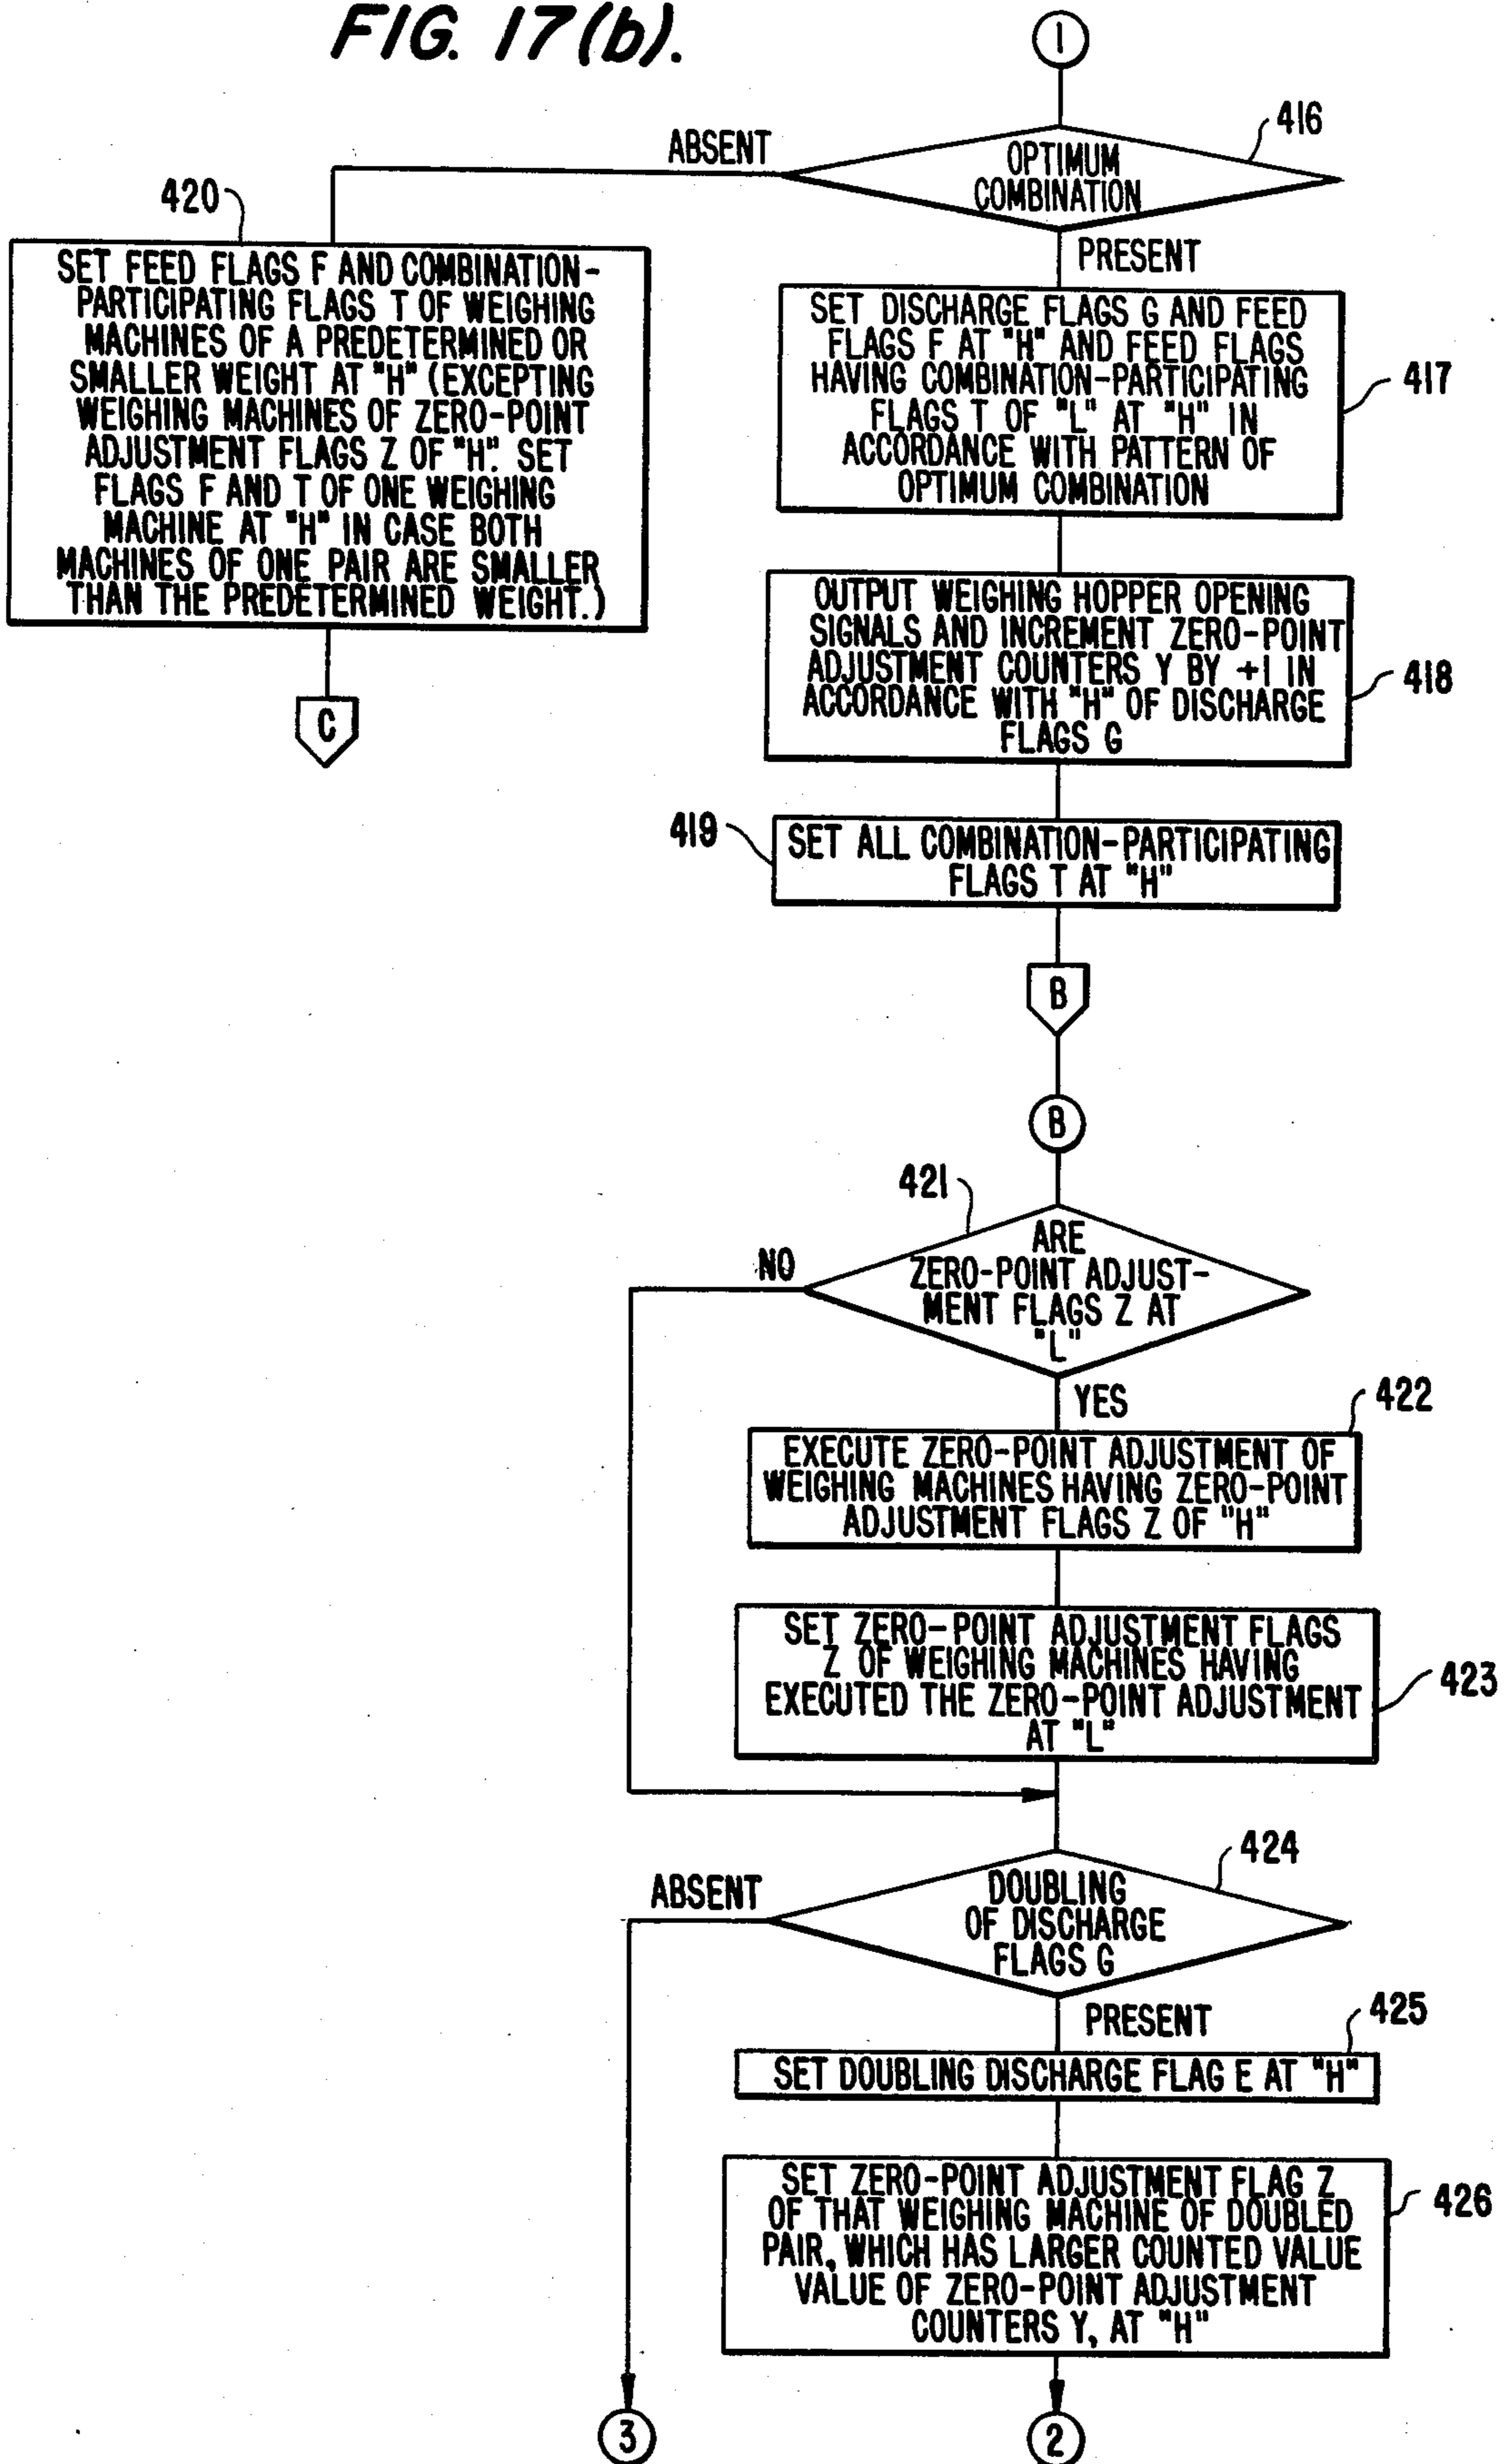 FIG. 17(b).
1
416
OPTIMUM
COMBINATION
ABSENT
PRESENT
420
SET FEED FLAGS F AND COMBINATION-
PARTICIPATING FLAGS T OF WEIGHING
MACHINES OF A PREDETERMINED OR
SMALLER WEIGHT AT "H" (EXCEPTING
WEIGHING MACHINES OF ZERO-POINT
ADJUSTMENT FLAGS Z OF "H". SET
FLAGS F AND T OF ONE WEIGHING
MACHINE AT "H" IN CASE BOTH
MACHINES OF ONE PAIR ARE SMALLER
THAN THE PREDETERMINED WEIGHT.)
C
SET DISCHARGE FLAGS G AND FEED
FLAGS F AT "H" AND FEED FLAGS
HAVING COMBINATION-PARTICIPATING
FLAGS T OF "L" AT "H" IN
ACCORDANCE WITH PATTERN OF
OPTIMUM COMBINATION
417
OUTPUT WEIGHING HOPPER OPENING
SIGNALS AND INCREMENT ZERO-POINT
ADJUSTMENT COUNTERS Y BY +1 IN
ACCORDANCE WITH "H" OF DISCHARGE
FLAGS G
418
419
SET ALL COMBINATION-PARTICIPATING
FLAGS T AT "H"
B
B
421
ARE
ZERO-POINT ADJUST-
MENT FLAGS Z AT
"L"
NO
YES
422
EXECUTE ZERO-POINT ADJUSTMENT OF
WEIGHING MACHINES HAVING ZERO-POINT
ADJUSTMENT FLAGS Z OF "H"
SET ZERO-POINT ADJUSTMENT FLAGS
Z OF WEIGHING MACHINES HAVING
EXECUTED THE ZERO-POINT ADJUSTMENT
AT "L"
423
424
DOUBLING
OF DISCHARGE
FLAGS G
ABSENT
PRESENT
425
SET DOUBLING DISCHARGE FLAG E AT "H"
SET ZERO-POINT ADJUSTMENT FLAG Z
OF THAT WEIGHING MACHINE OF DOUBLED
PAIR, WHICH HAS LARGER COUNTED VALUE
VALUE OF ZERO-POINT ADJUSTMENT
COUNTERS Y, AT "H"
426
3
2